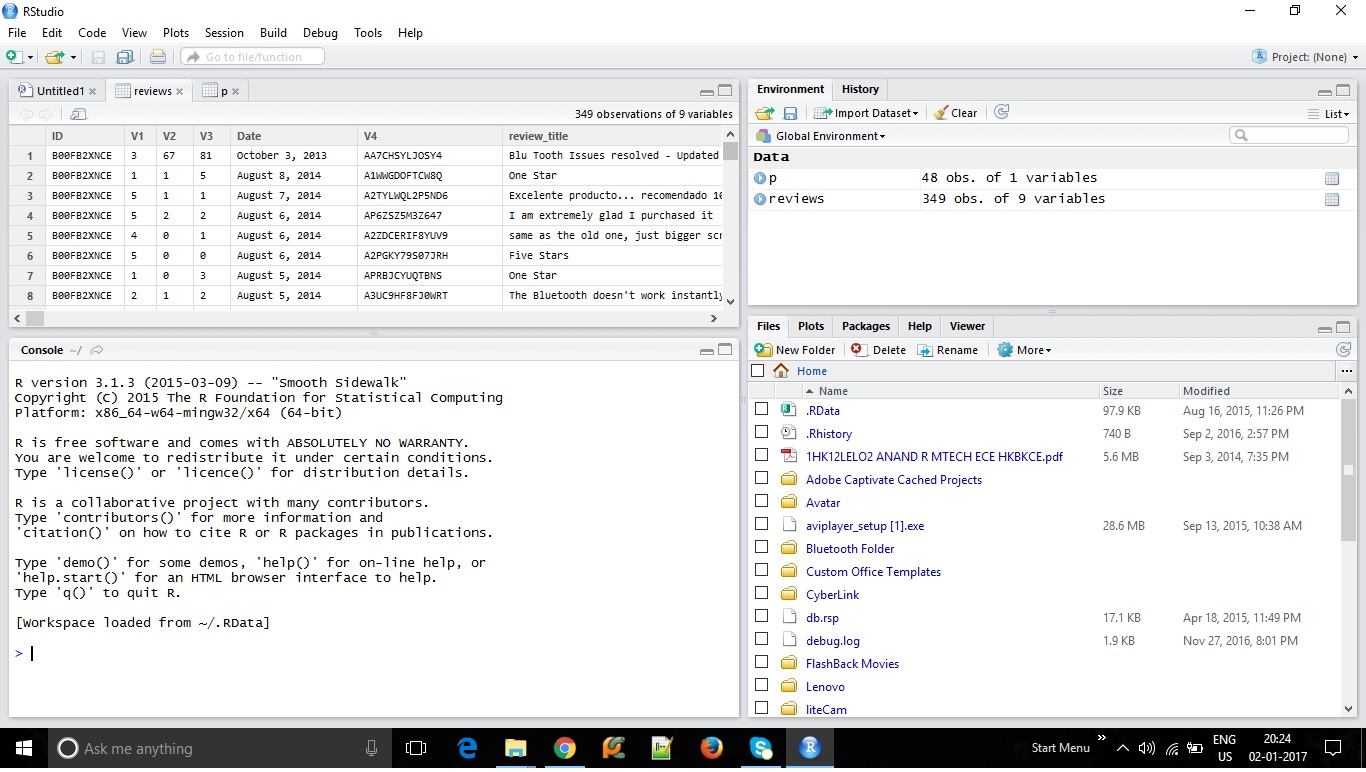 RStudio
File Edit Code View Plots Session Build Debug Tools Help
Go to file/function
Project: (None)
Untitled1
reviews
p
349 observations of 9 variables
ID V1 V2 V3 Date V4 review_title
1 B00FB2XNCE 3 67 81 October 3, 2013 AA7CHSYLJOSY4 Blu Tooth Issues resolved - Updated
2 B00FB2XNCE 1 1 5 August 8, 2014 A1WWGDOFTCW8Q One Star
3 B00FB2XNCE 5 1 1 August 7, 2014 A2TYLWQL2P5ND6 Excelente producto... recomendado 10
4 B00FB2XNCE 5 2 2 August 6, 2014 AP6ZSZ5M3Z647 I am extremely glad I purchased it
5 B00FB2XNCE 4 0 1 August 6, 2014 A2ZDCERIF8YUV9 same as the old one, just bigger scr
6 B00FB2XNCE 5 0 0 August 6, 2014 A2PGKY79S07JRH Five Stars
7 B00FB2XNCE 1 0 3 August 5, 2014 APRBJCYUQTBNS One Star
8 B00FB2XNCE 2 1 2 August 5, 2014 A3UC9HF8FJ0WRT The Bluetooth doesn't work instantly
Console ~/
R version 3.1.3 (2015-03-09) -- "Smooth Sidewalk"
Copyright (C) 2015 The R Foundation for Statistical Computing
Platform: x86_64-w64-mingw32/x64 (64-bit)
R is free software and comes with ABSOLUTELY NO WARRANTY.
You are welcome to redistribute it under certain conditions.
Type 'license()' or 'licence()' for distribution details.
R is a collaborative project with many contributors.
Type 'contributors()' for more information and
'citation()' on how to cite R or R packages in publications.
Type 'demo()' for some demos, 'help()' for on-line help, or
'help.start()' for an HTML browser interface to help.
Type 'q()' to quit R.
[Workspace loaded from ~/.RData]
>
Environment History
Import Dataset Clear List
Global Environment
Data
p 48 obs. of 1 variables
reviews 349 obs. of 9 variables
Files Plots Packages Help Viewer
New Folder Delete Rename More
Home ...
Name Size Modified
.RData 97.9 KB Aug 16, 2015, 11:26 PM
.Rhistory 740 B Sep 2, 2016, 2:57 PM
1HK12LELO2 ANAND R MTECH ECE HKBKCE.pdf 5.6 MB Sep 3, 2014, 7:35 PM
Adobe Captivate Cached Projects
Avatar
aviplayer_setup [1].exe 28.6 MB Sep 13, 2015, 10:38 AM
Bluetooth Folder
Custom Office Templates
CyberLink
db.rsp 17.1 KB Apr 18, 2015, 11:49 PM
debug.log 1.9 KB Nov 27, 2016, 8:01 PM
FlashBack Movies
Lenovo
liteCam
Ask me anything
Start Menu
ENG
US
20:24
02-01-2017